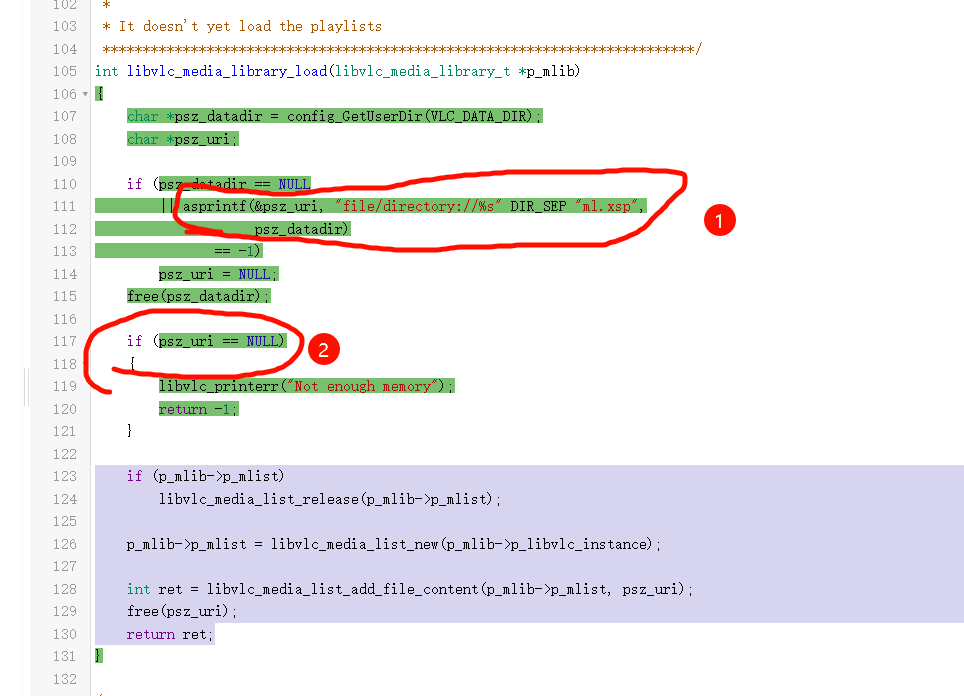 102 *
103 * It doesn't yet load the playlists
104 **************************************************************************/
105 int libvlc_media_library_load(libvlc_media_library_t *p_mlib)
106 {
107 char *psz_datadir = config_GetUserDir(VLC_DATA_DIR);
108 char *psz_uri;
109
110 if (psz_datadir == NULL
111 || asprintf(&psz_uri, "file/directory://%s" DIR_SEP "ml.xsp",
112 psz_datadir)
113 == -1)
114 psz_uri = NULL;
115 free(psz_datadir);
116
117 if (psz_uri == NULL)
118 {
119 libvlc_printerr("Not enough memory");
120 return -1;
121 }
122
123 if (p_mlib->p_mlist)
124 libvlc_media_list_release(p_mlib->p_mlist);
125
126 p_mlib->p_mlist = libvlc_media_list_new(p_mlib->p_libvlc_instance);
127
128 int ret = libvlc_media_list_add_file_content(p_mlib->p_mlist, psz_uri);
129 free(psz_uri);
130 return ret;
131 }
132
1
2